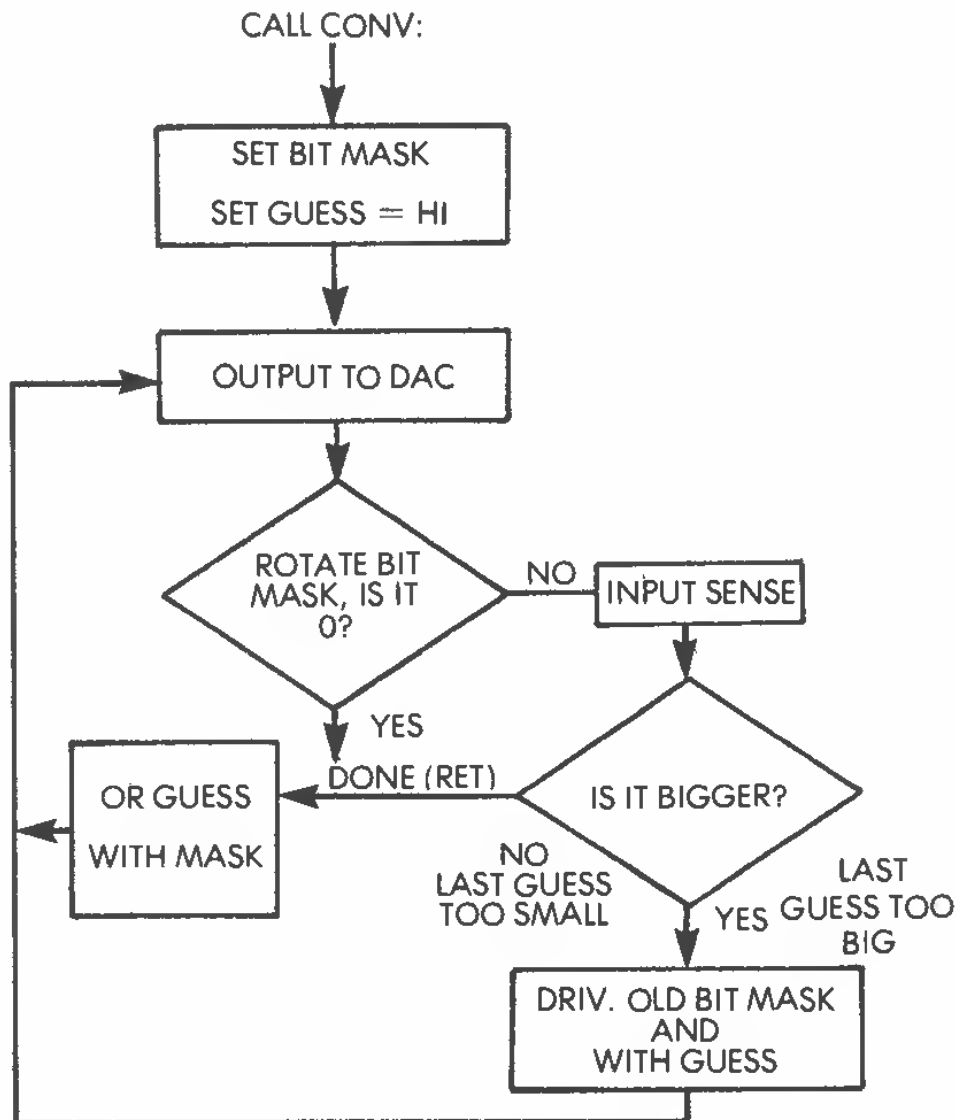 CALL CONV:
SET BIT MASK
SET GUESS = HI
OUTPUT TO DAC
ROTATE BIT
MASK, IS IT
0?
NO
INPUT SENSE
YES
DONE (RET)
IS IT BIGGER?
OR GUESS
WITH MASK
NO
LAST GUESS
TOO SMALL
YES
LAST
GUESS TOO
BIG
DRIV. OLD BIT MASK
AND
WITH GUESS